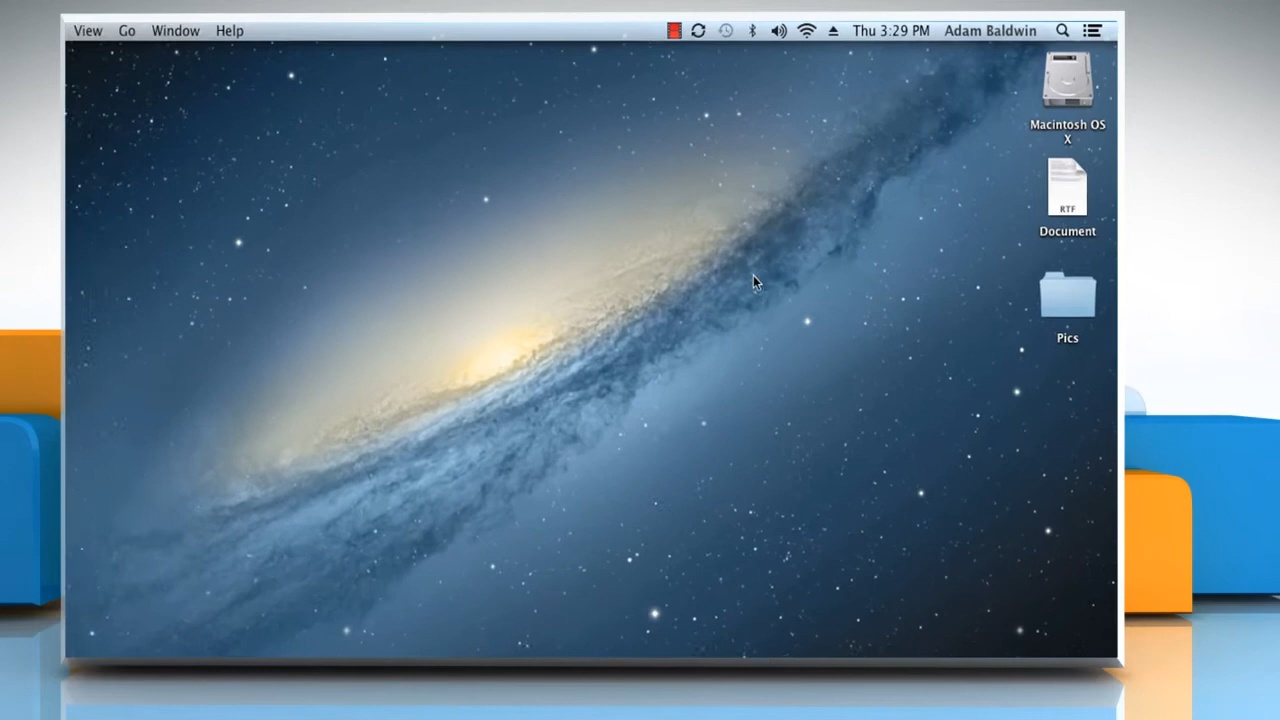 View Go Window Help Thu 3:29 PM Adam Baldwin
Macintosh OS
X
RTF
Document
Pics